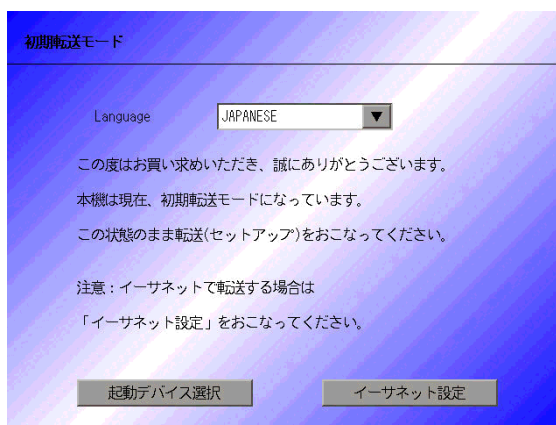 初期転送モード
Language JAPANESE
この度はお買い求めいただき、誠にありがとうございます。
本機は現在、初期転送モードになっています。
この状態のまま転送(セットアップ)をおこなってください。
注意：イーサネットで転送する場合は
「イーサネット設定」をおこなってください。
起動デバイス選択 イーサネット設定